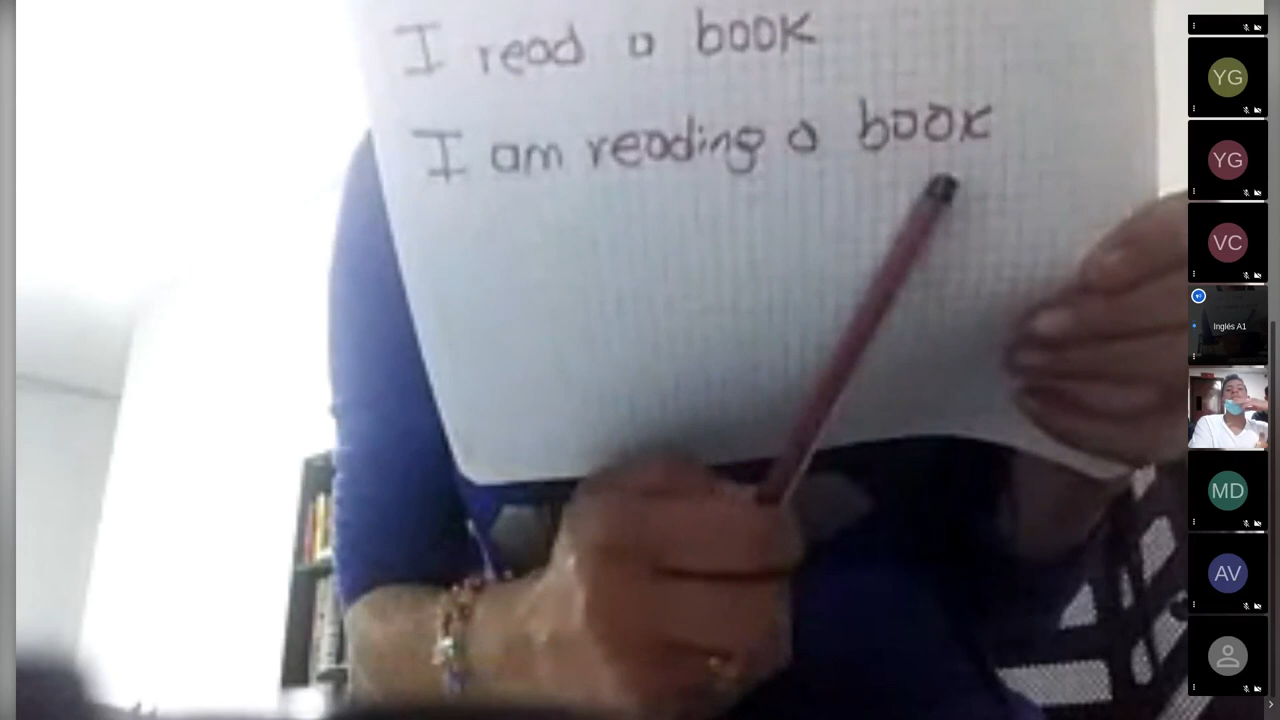 I read a book
I am reading a book
YG
YG
VC
Inglés A1
MD
AV